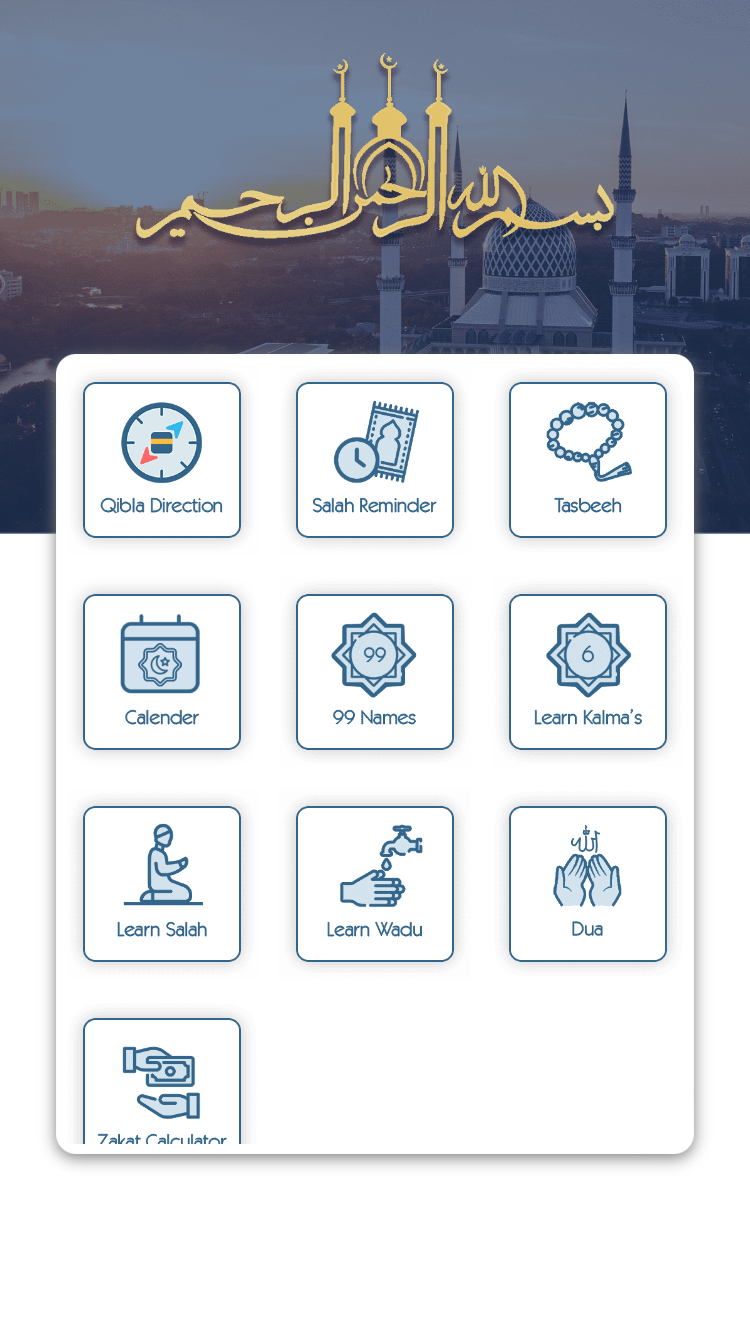 بسم الله الرحمن الرحيم
Qibla Direction
Salah Reminder
Tasbeeh
Calender
99
99 Names
6
Learn Kalma's
Learn Salah
Learn Wadu
الله
Dua
Zakat Calculator